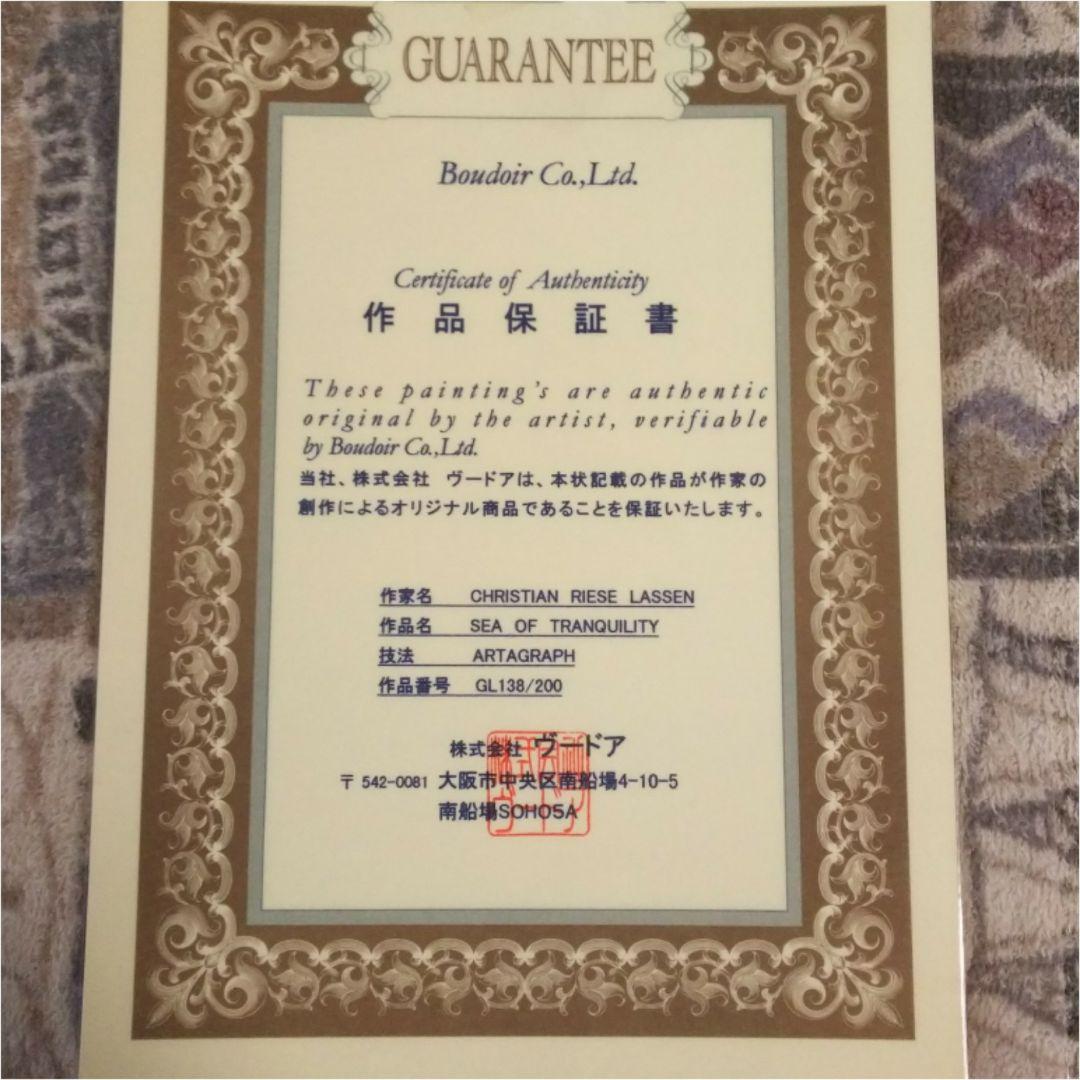 GUARANTEE
Boudoir Co.,Ltd.
Certificate of Authenticity
作品保証書
These painting's are authentic
original by the artist, verifiable
by Boudoir Co.,Ltd.
当社、株式会社 ヴードアは、本状記載の作品が作家の
創作によるオリジナル商品であることを保証いたします。
作家名 CHRISTIAN RIESE LASSEN
作品名 SEA OF TRANQUILITY
技法 ARTAGRAPH
作品番号 GL138/200
株式会社 ヴードア
〒 542-0081 大阪市中央区南船場4-10-5
南船場SOHO5A